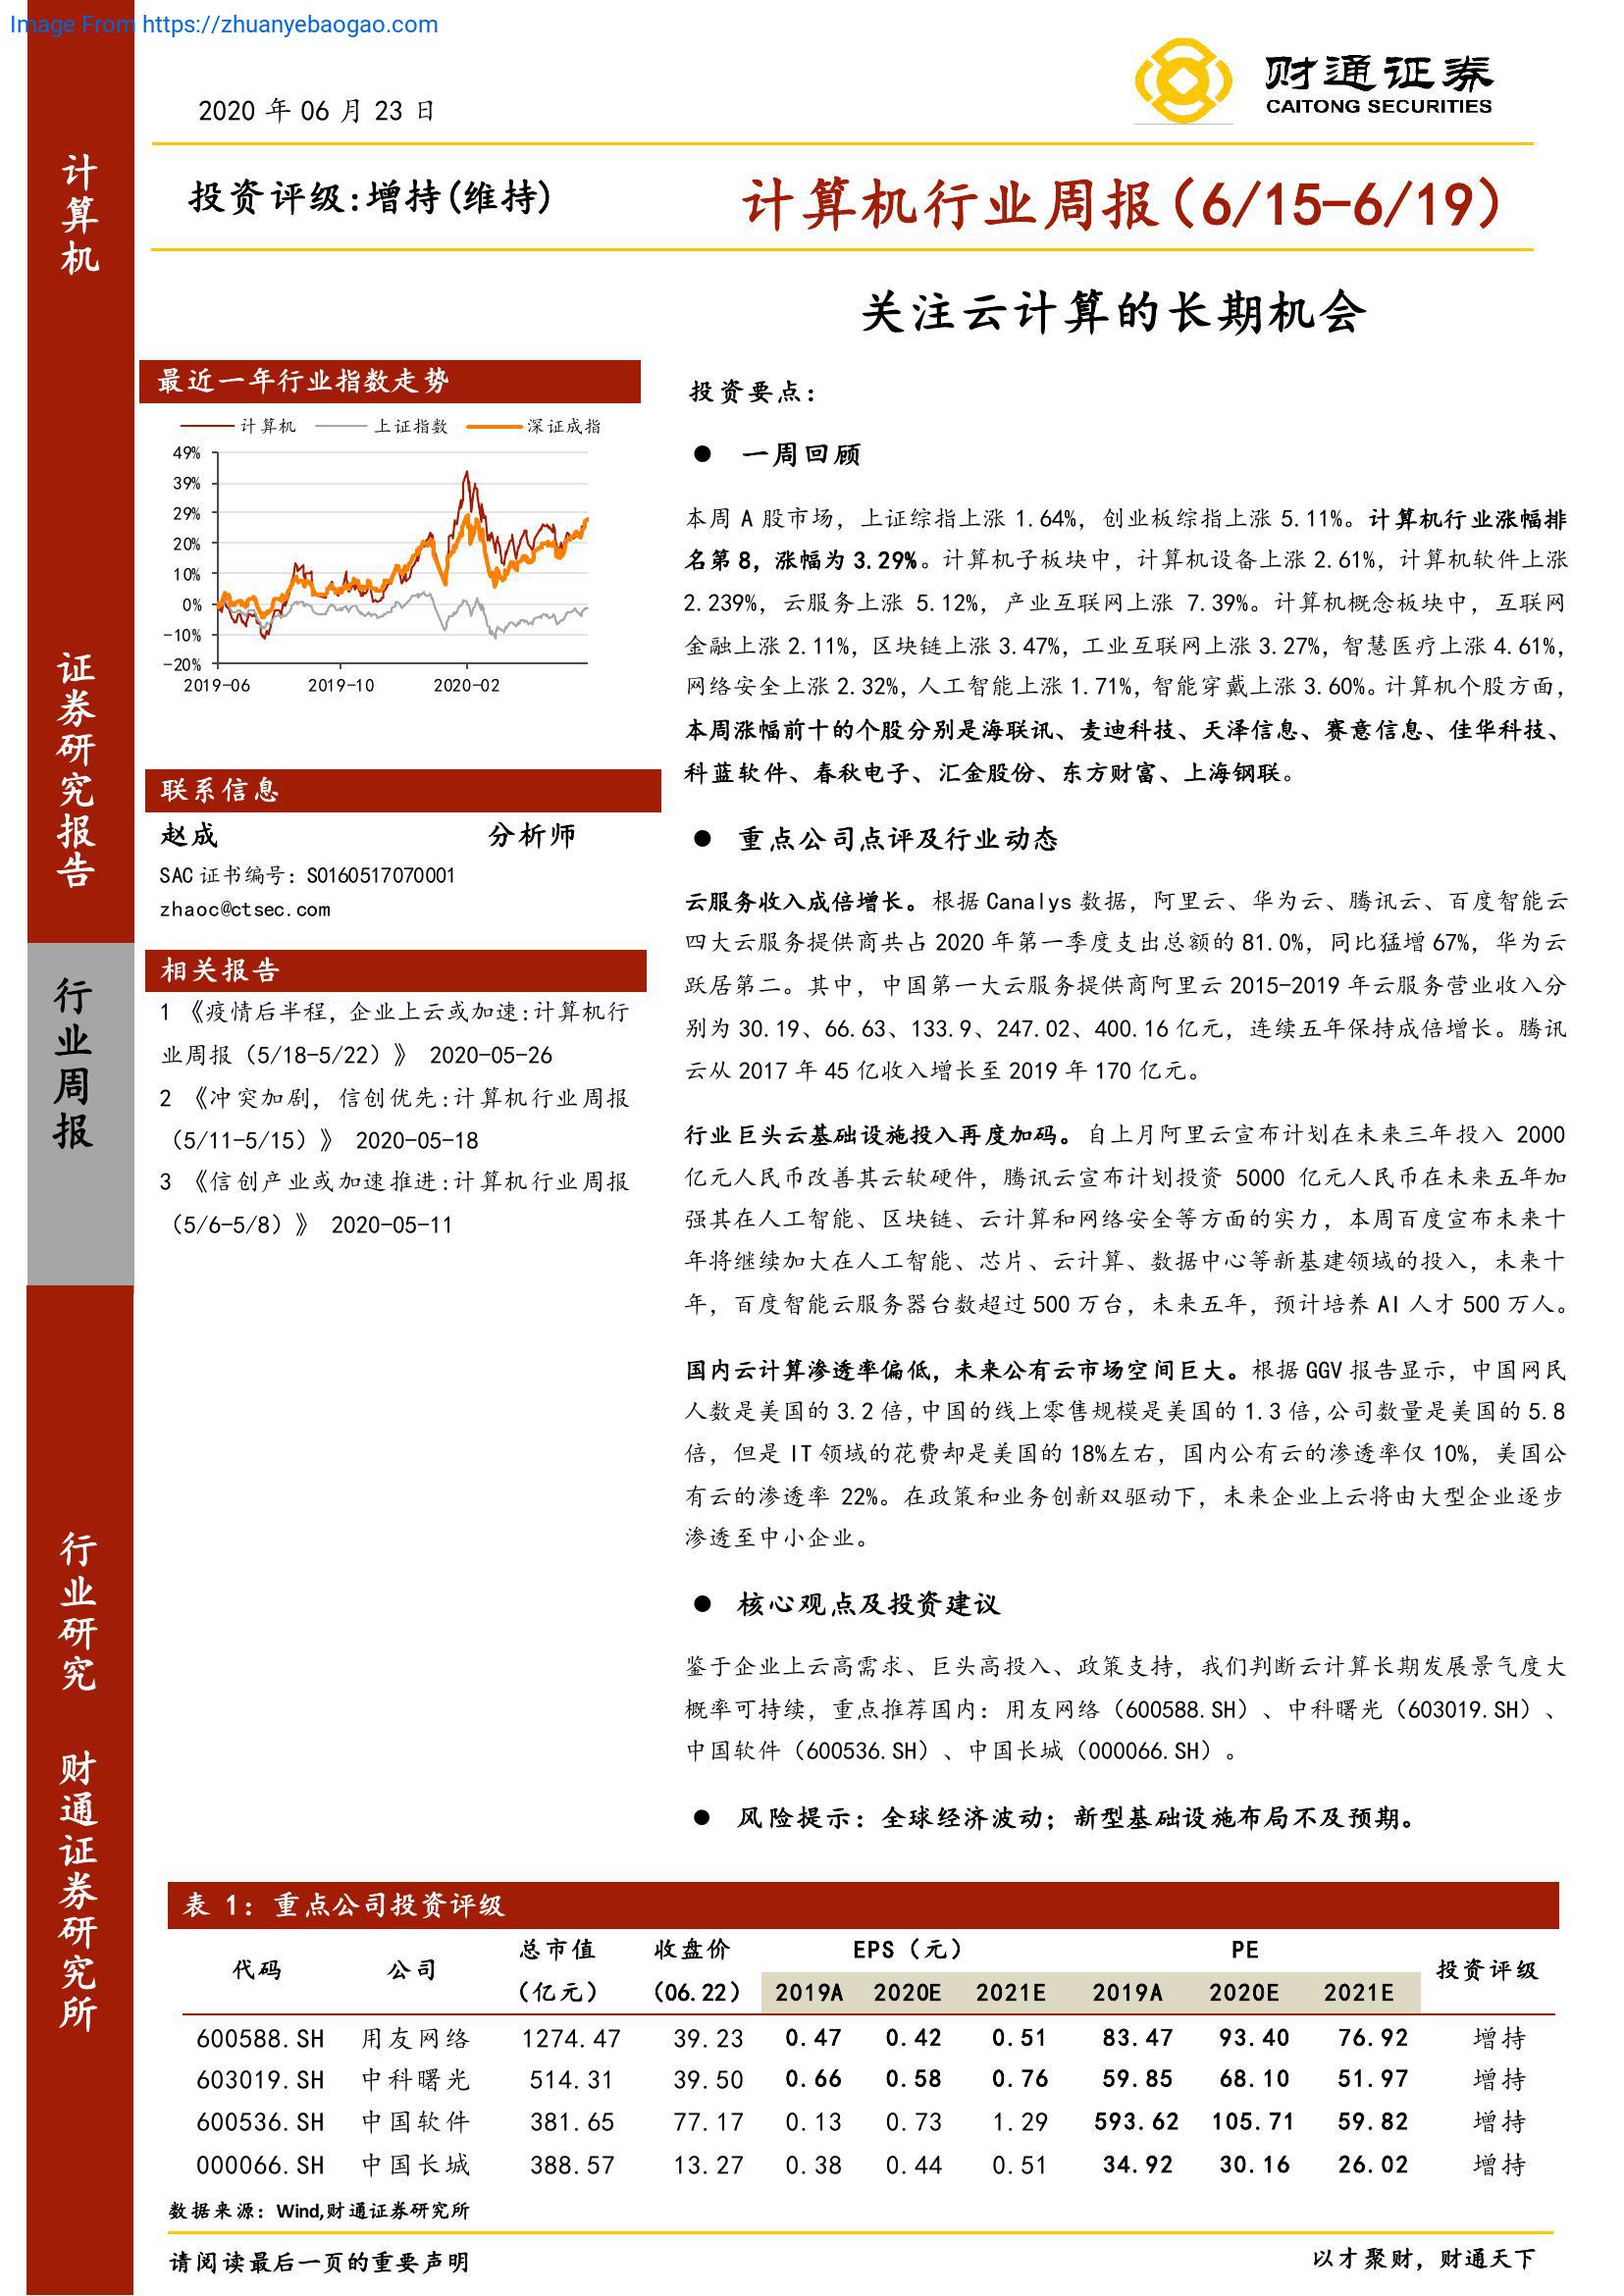 Image From https://zhuanyebaogao.com
财通证券
CAITONG SECURITIES
2020 年 06 月 23 日
投资评级:增持(维持)
计算机行业周报(6/15-6/19)
关注云计算的长期机会
计算机
证券研究报告
行业周报
行业研究
财通证券研究所
最近一年行业指数走势
计算机 上证指数 深证成指
49%
39%
29%
20%
10%
0%
-10%
-20%
2019-06 2019-10 2020-02
联系信息
赵成 分析师
SAC 证书编号：S0160517070001
zhaoc@ctsec.com
相关报告
1 《疫情后半程，企业上云或加速:计算机行
业周报（5/18-5/22）》 2020-05-26
2 《冲突加剧，信创优先:计算机行业周报
（5/11-5/15）》 2020-05-18
3 《信创产业或加速推进:计算机行业周报
（5/6-5/8）》 2020-05-11
投资要点：
● 一周回顾
本周 A 股市场，上证综指上涨 1.64%，创业板综指上涨 5.11%。计算机行业涨幅排
名第 8，涨幅为 3.29%。计算机子板块中，计算机设备上涨 2.61%，计算机软件上涨
2.239%，云服务上涨 5.12%，产业互联网上涨 7.39%。计算机概念板块中，互联网
金融上涨 2.11%，区块链上涨 3.47%，工业互联网上涨 3.27%，智慧医疗上涨 4.61%，
网络安全上涨 2.32%，人工智能上涨 1.71%，智能穿戴上涨 3.60%。计算机个股方面，
本周涨幅前十的个股分别是海联讯、麦迪科技、天泽信息、赛意信息、佳华科技、
科蓝软件、春秋电子、汇金股份、东方财富、上海钢联。
● 重点公司点评及行业动态
云服务收入成倍增长。根据 Canalys 数据，阿里云、华为云、腾讯云、百度智能云
四大云服务提供商共占 2020 年第一季度支出总额的 81.0%，同比猛增 67%，华为云
跃居第二。其中，中国第一大云服务提供商阿里云 2015-2019 年云服务营业收入分
别为 30.19、66.63、133.9、247.02、400.16 亿元，连续五年保持成倍增长。腾讯
云从 2017 年 45 亿收入增长至 2019 年 170 亿元。
行业巨头云基础设施投入再度加码。自上月阿里云宣布计划在未来三年投入 2000
亿元人民币改善其云软硬件，腾讯云宣布计划投资 5000 亿元人民币在未来五年加
强其在人工智能、区块链、云计算和网络安全等方面的实力，本周百度宣布未来十
年将继续加大在人工智能、芯片、云计算、数据中心等新基建领域的投入，未来十
年，百度智能云服务器台数超过 500 万台，未来五年，预计培养 AI 人才 500 万人。
国内云计算渗透率偏低，未来公有云市场空间巨大。根据 GGV 报告显示，中国网民
人数是美国的 3.2 倍，中国的线上零售规模是美国的 1.3 倍，公司数量是美国的 5.8
倍，但是 IT 领域的花费却是美国的 18%左右，国内公有云的渗透率仅 10%，美国公
有云的渗透率 22%。在政策和业务创新双驱动下，未来企业上云将由大型企业逐步
渗透至中小企业。
● 核心观点及投资建议
鉴于企业上云高需求、巨头高投入、政策支持，我们判断云计算长期发展景气度大
概率可持续，重点推荐国内：用友网络（600588.SH）、中科曙光（603019.SH）、
中国软件（600536.SH）、中国长城（000066.SH）。
● 风险提示：全球经济波动；新型基础设施布局不及预期。
表 1：重点公司投资评级
代码 公司 总市值 收盘价 EPS（元） PE 投资评级
（亿元） （06.22） 2019A 2020E 2021E 2019A 2020E 2021E
600588.SH 用友网络 1274.47 39.23 0.47 0.42 0.51 83.47 93.40 76.92 增持
603019.SH 中科曙光 514.31 39.50 0.66 0.58 0.76 59.85 68.10 51.97 增持
600536.SH 中国软件 381.65 77.17 0.13 0.73 1.29 593.62 105.71 59.82 增持
000066.SH 中国长城 388.57 13.27 0.38 0.44 0.51 34.92 30.16 26.02 增持
数据来源：Wind,财通证券研究所
请阅读最后一页的重要声明
以才聚财，财通天下